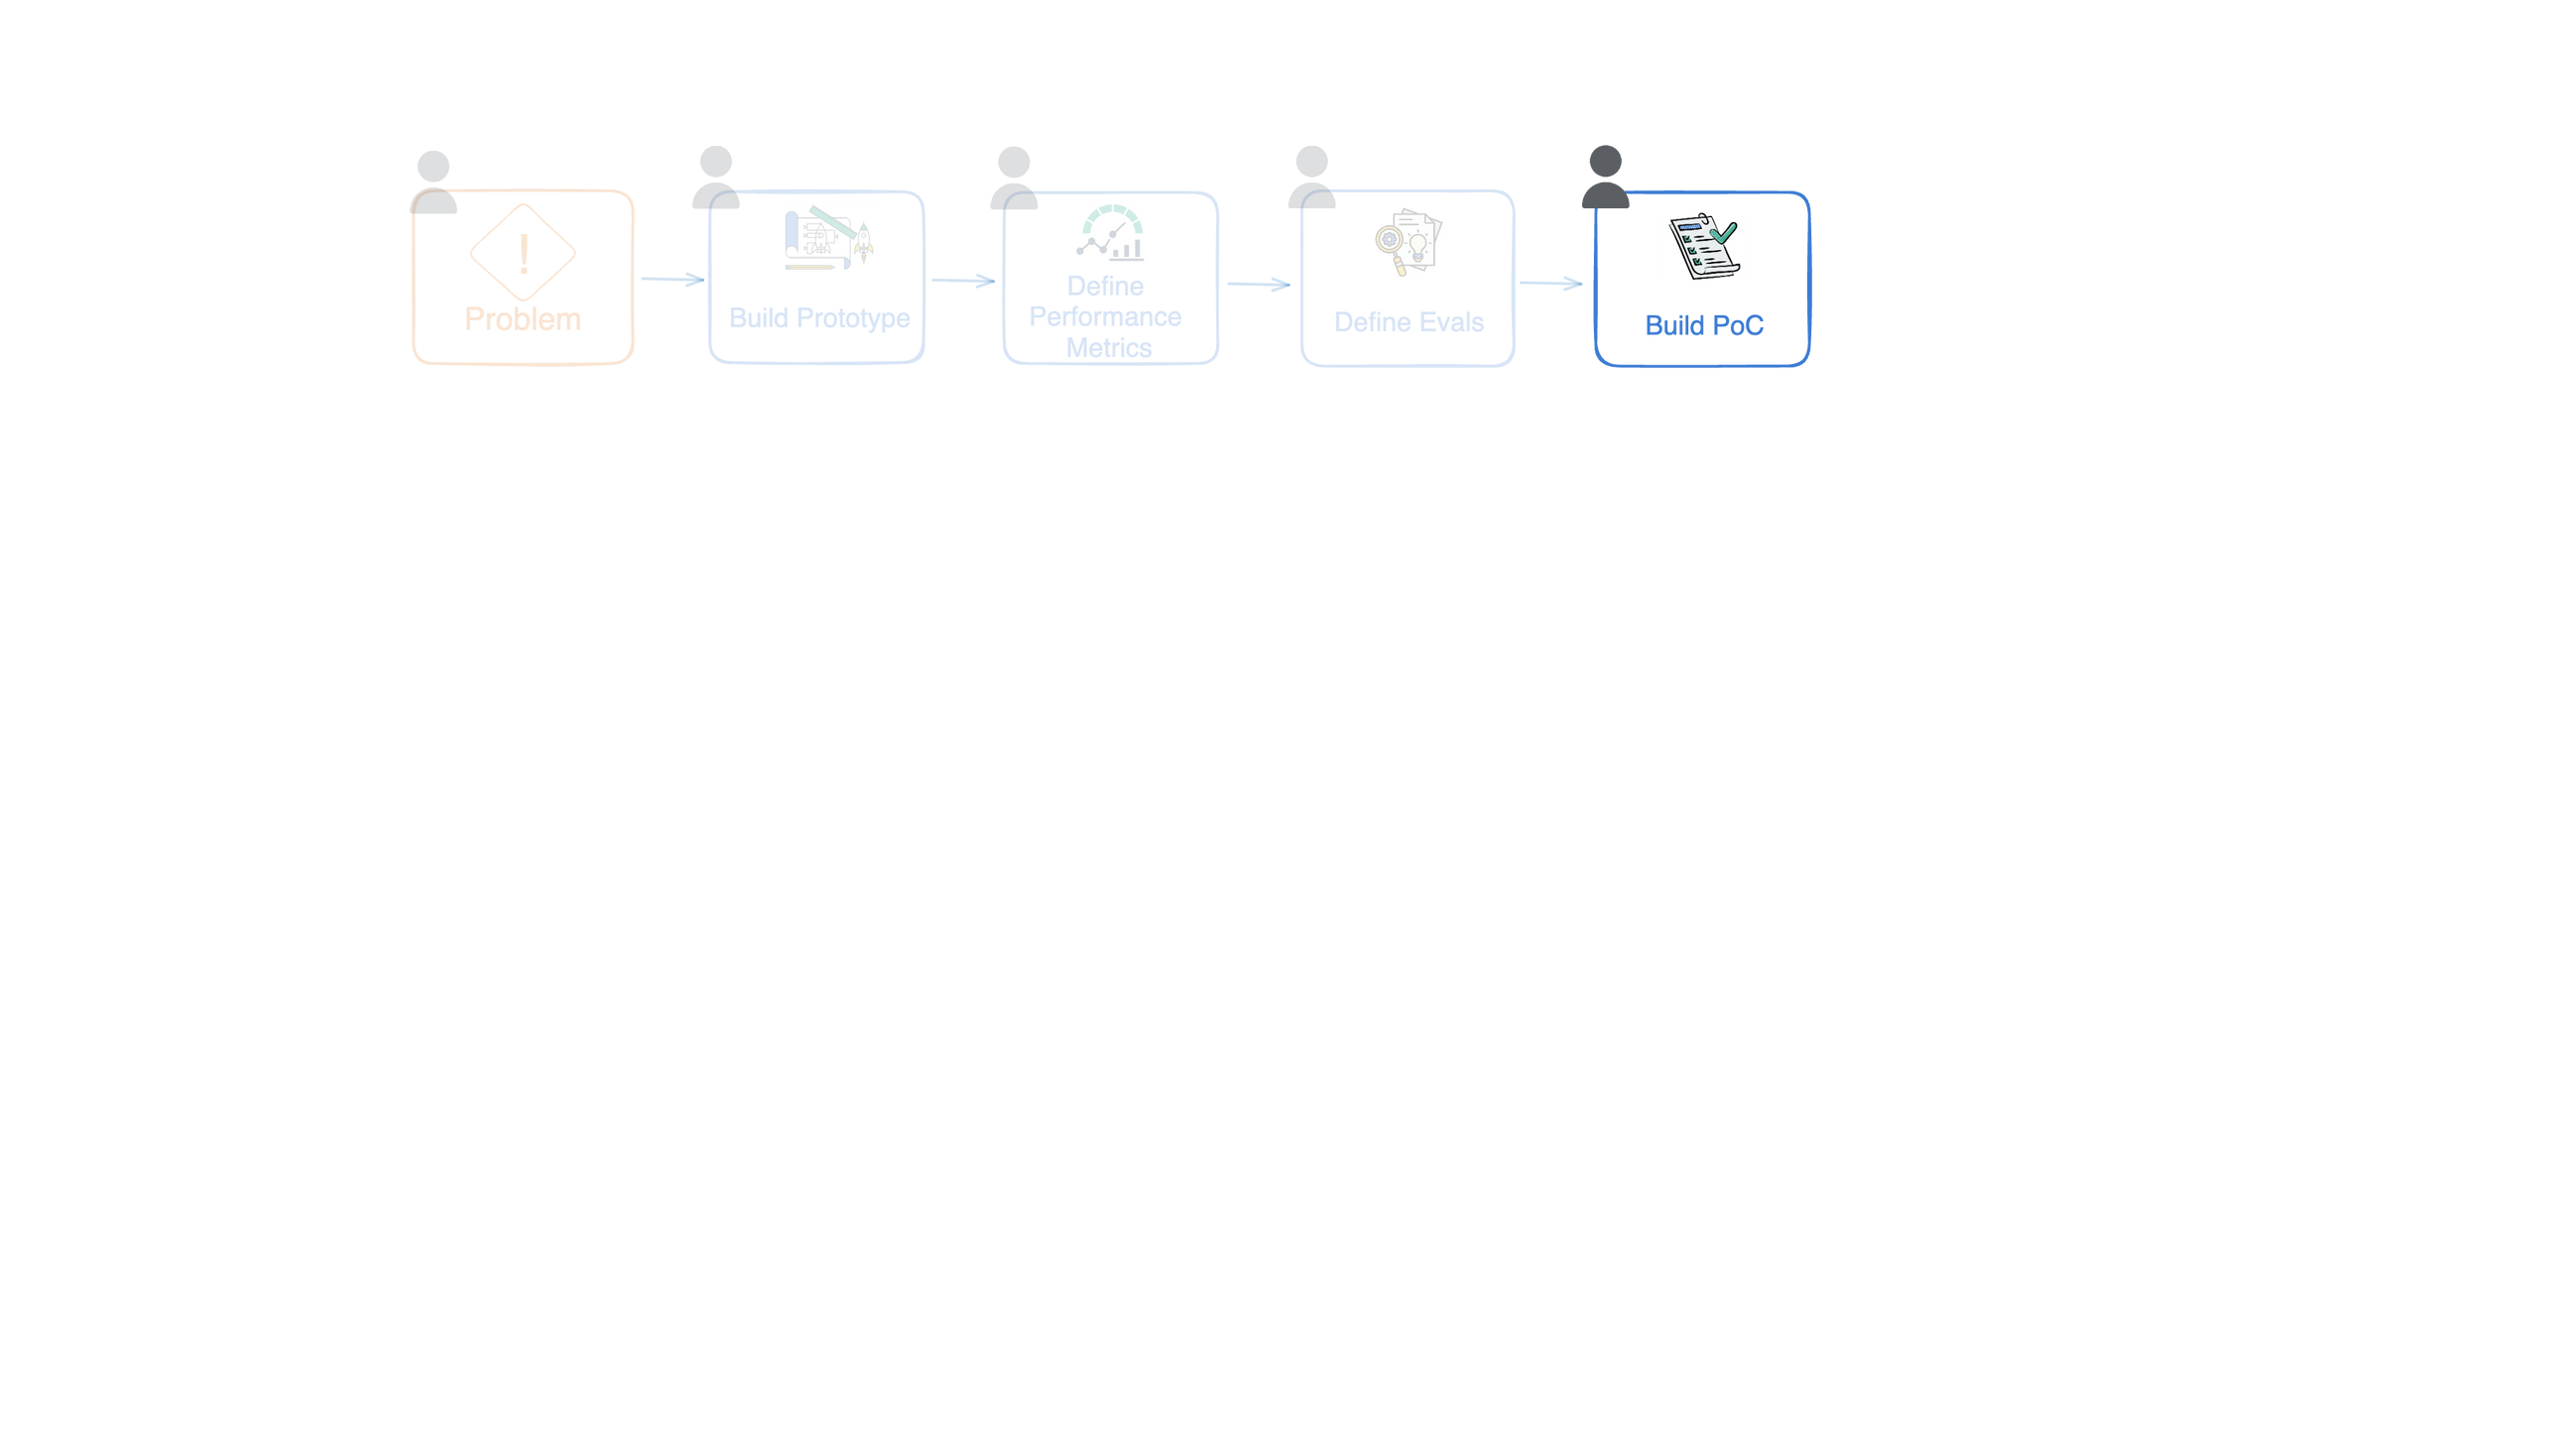 !
Problem
Build Prototype
Define
Performance
Metrics
Define Evals
Build PoC